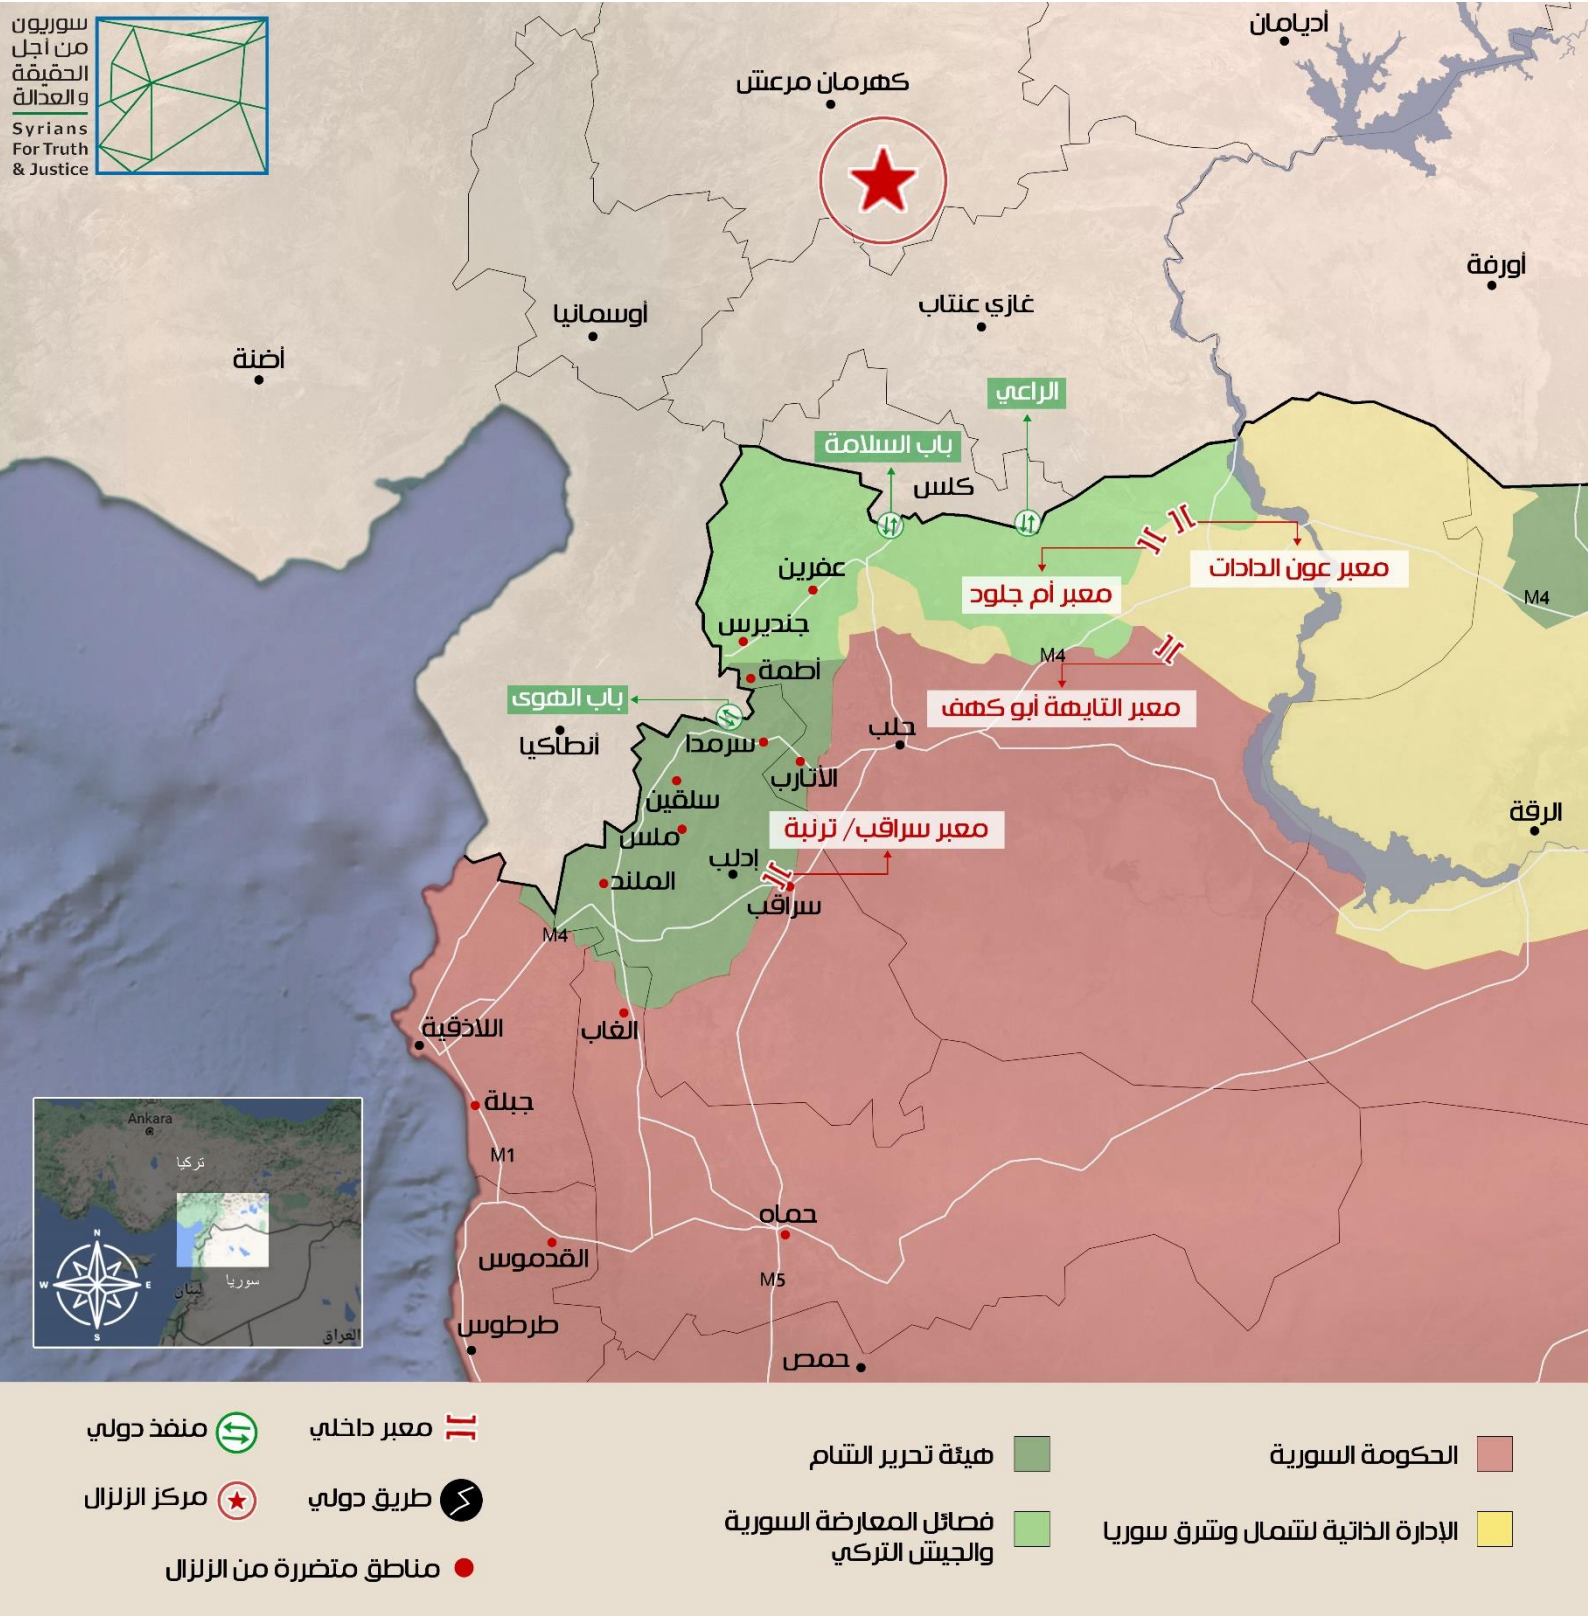 سوريون
من أجل
الحقيقة
والعدالة
Syrians
For Truth
& Justice
أديامان
كهرمان مرعش
أورفة
غازي عنتاب
أوسمانيا
أضنة
الراعي
باب السلامة
كلس
عفرين
معبر عون الدادات
معبر أم جلود
M4
جنديرس
أطمة
M4
باب الهوى
معبر التايهة أبو كهف
أنطاكيا
سرمدا
حلب
الأتارب
سلقين
الرقة
معبر سراقب/ ترنبة
ملس
إدلب
الملند
سراقب
M4
اللاذقية
الغاب
جبلة
M1
Ankara
تركيا
سوريا
لبنان
العراق
N
W
E
S
حماه
القدموس
M5
طرطوس
حمص
الحكومة السورية
هيئة تحرير الشام
معبر داخلي
منفذ دولي
الإدارة الذاتية لشمال وشرق سوريا
فصائل المعارضة السورية
والجيش التركي
طريق دولي
مركز الزلزال
مناطق متضررة من الزلزال